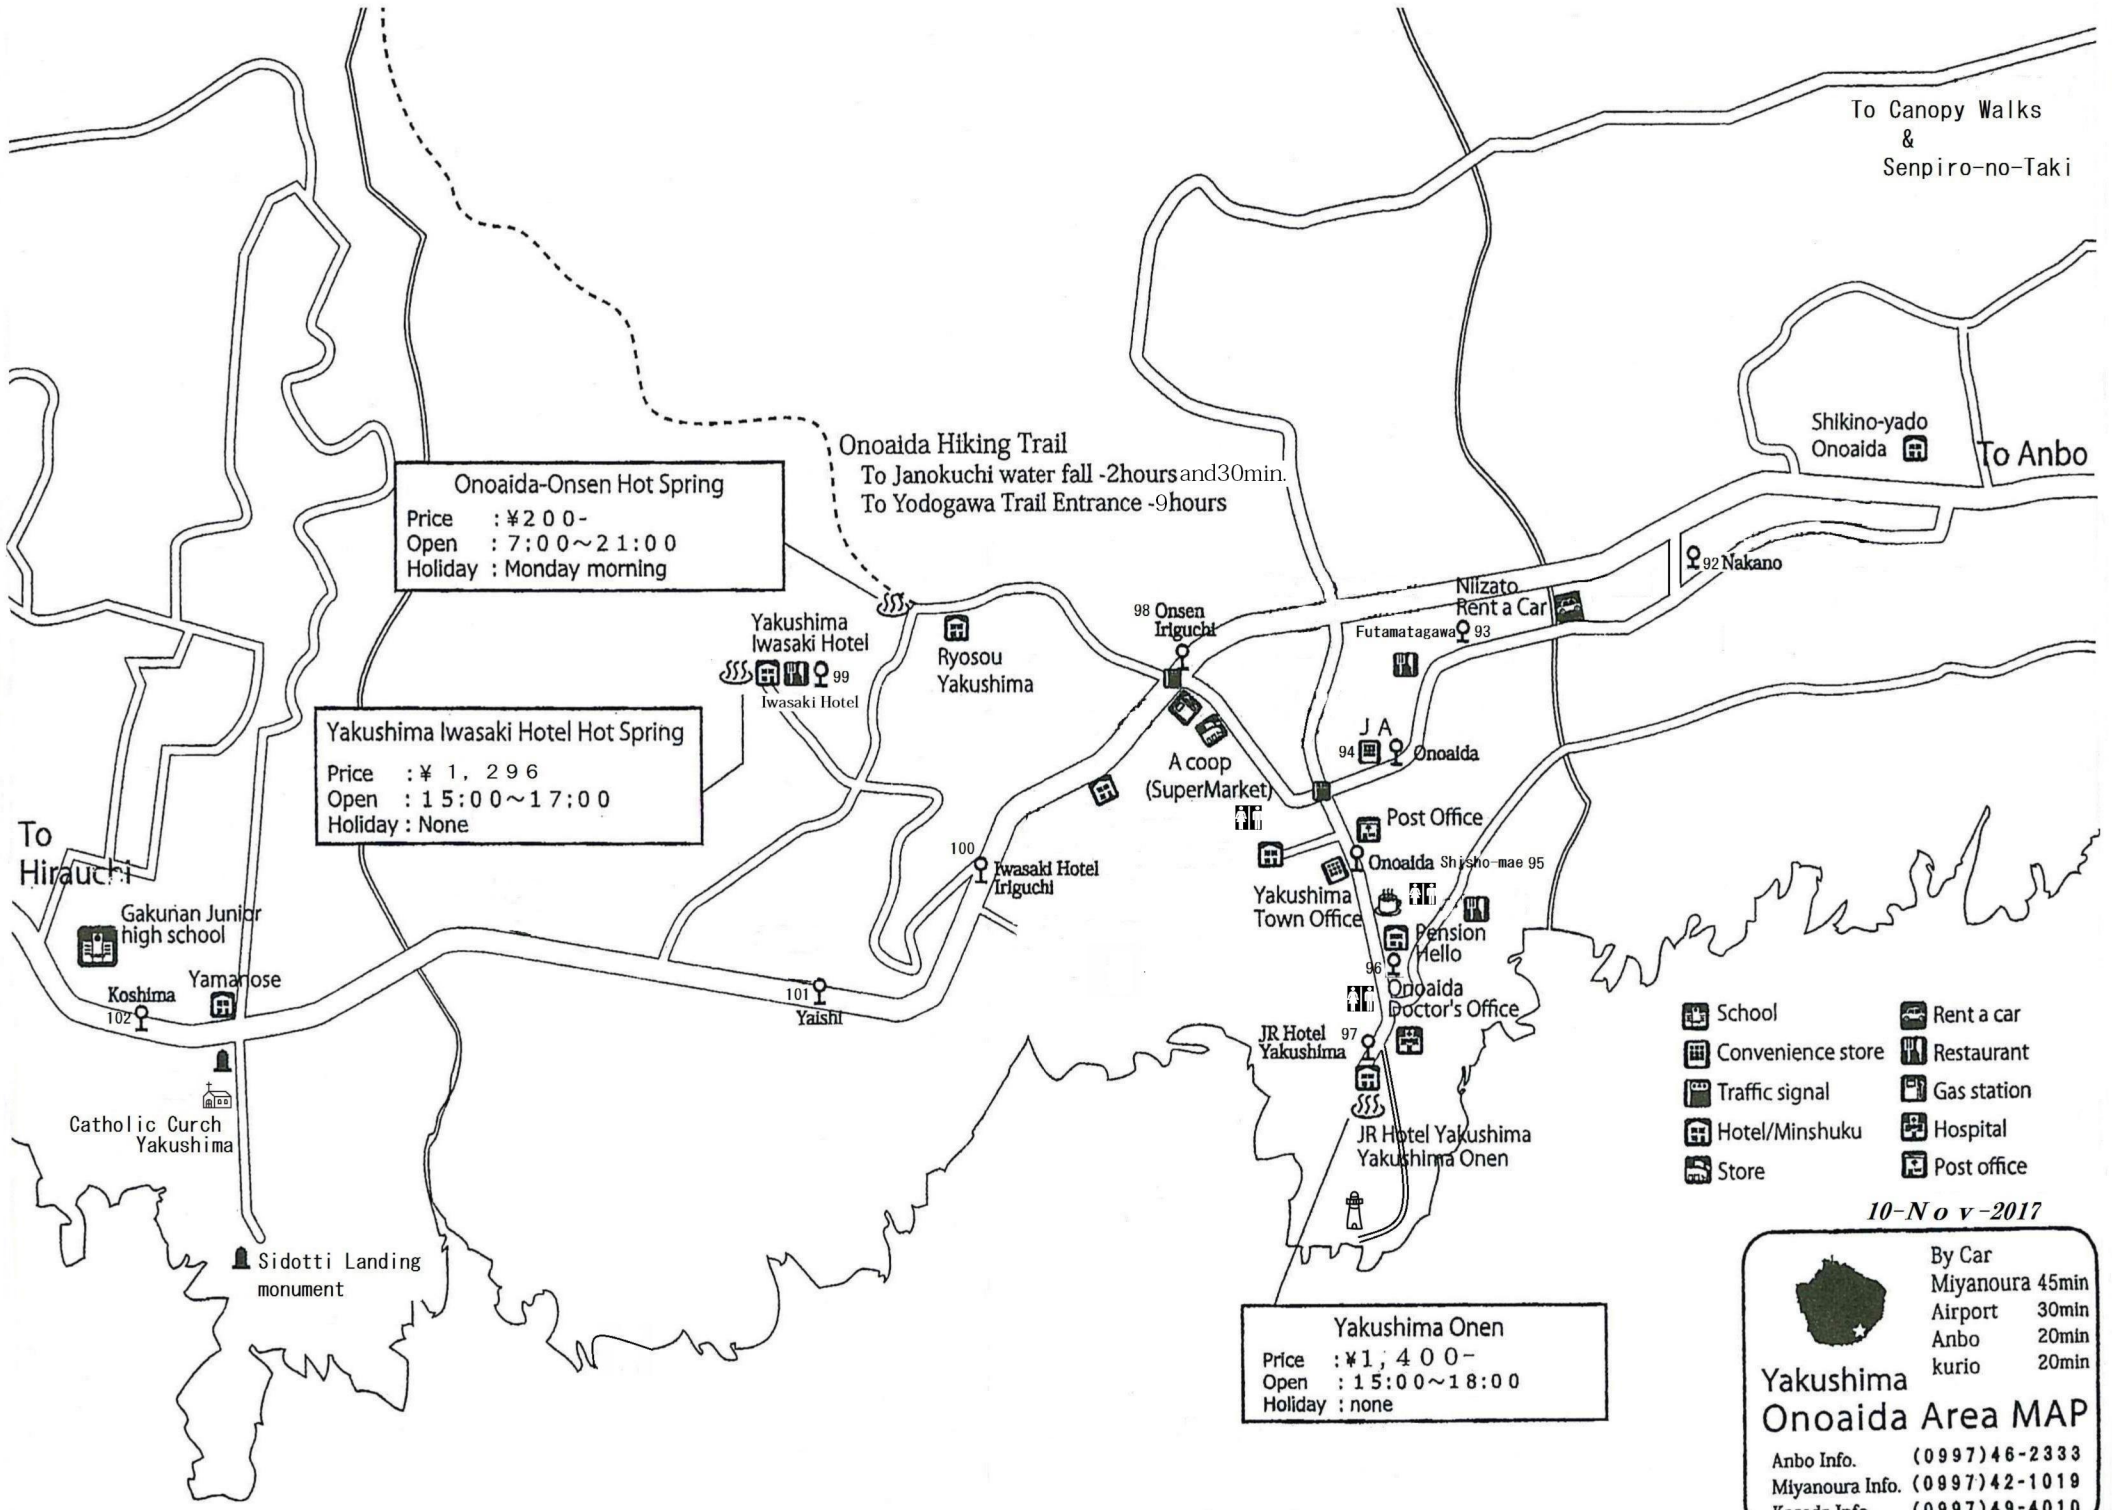 To Canopy Walks
&
Senpiro-no-Taki
Shikino-yado
Onoaida
To Anbo
Onoaida Hiking Trail
To Janokuchi water fall -2hours and30min.
To Yodogawa Trail Entrance -9hours
Onoaida-Onsen Hot Spring
Price :¥200-
Open : 7:00~21:00
Holiday : Monday morning
92 Nakano
Niizato
Rent a Car
Futamatagawa 93
98 Onsen
Iriguchi
Yakushima
Iwasaki Hotel
99
Iwasaki Hotel
Ryosou
Yakushima
Yakushima Iwasaki Hotel Hot Spring
Price :¥ 1, 296
Open : 15:00~17:00
Holiday : None
JA
94 Onoaida
A coop
(SuperMarket)
Post Office
Onoaida Shisho-mae 95
Yakushima
Town Office
Pension
Hello
96
Onoaida
Doctor's Office
JR Hotel 97
Yakushima
JR Hotel Yakushima
Yakushima Onen
100
Iwasaki Hotel
Iriguchi
101
Yaishi
To
Hirauchi
Gakunan Junior
high school
Yamanose
Koshima
102
Catholic Curch
Yakushima
Sidotti Landing
monument
Yakushima Onen
Price :¥1,400-
Open : 15:00~18:00
Holiday : none
School
Convenience store
Traffic signal
Hotel/Minshuku
Store
Rent a car
Restaurant
Gas station
Hospital
Post office
10-Nov-2017
By Car
Miyanoura 45min
Airport 30min
Anbo 20min
kurio 20min
Yakushima
Onoaida Area MAP
Anbo Info. (0997)46-2333
Miyanoura Info. (0997)42-1019
(0997)49-4010